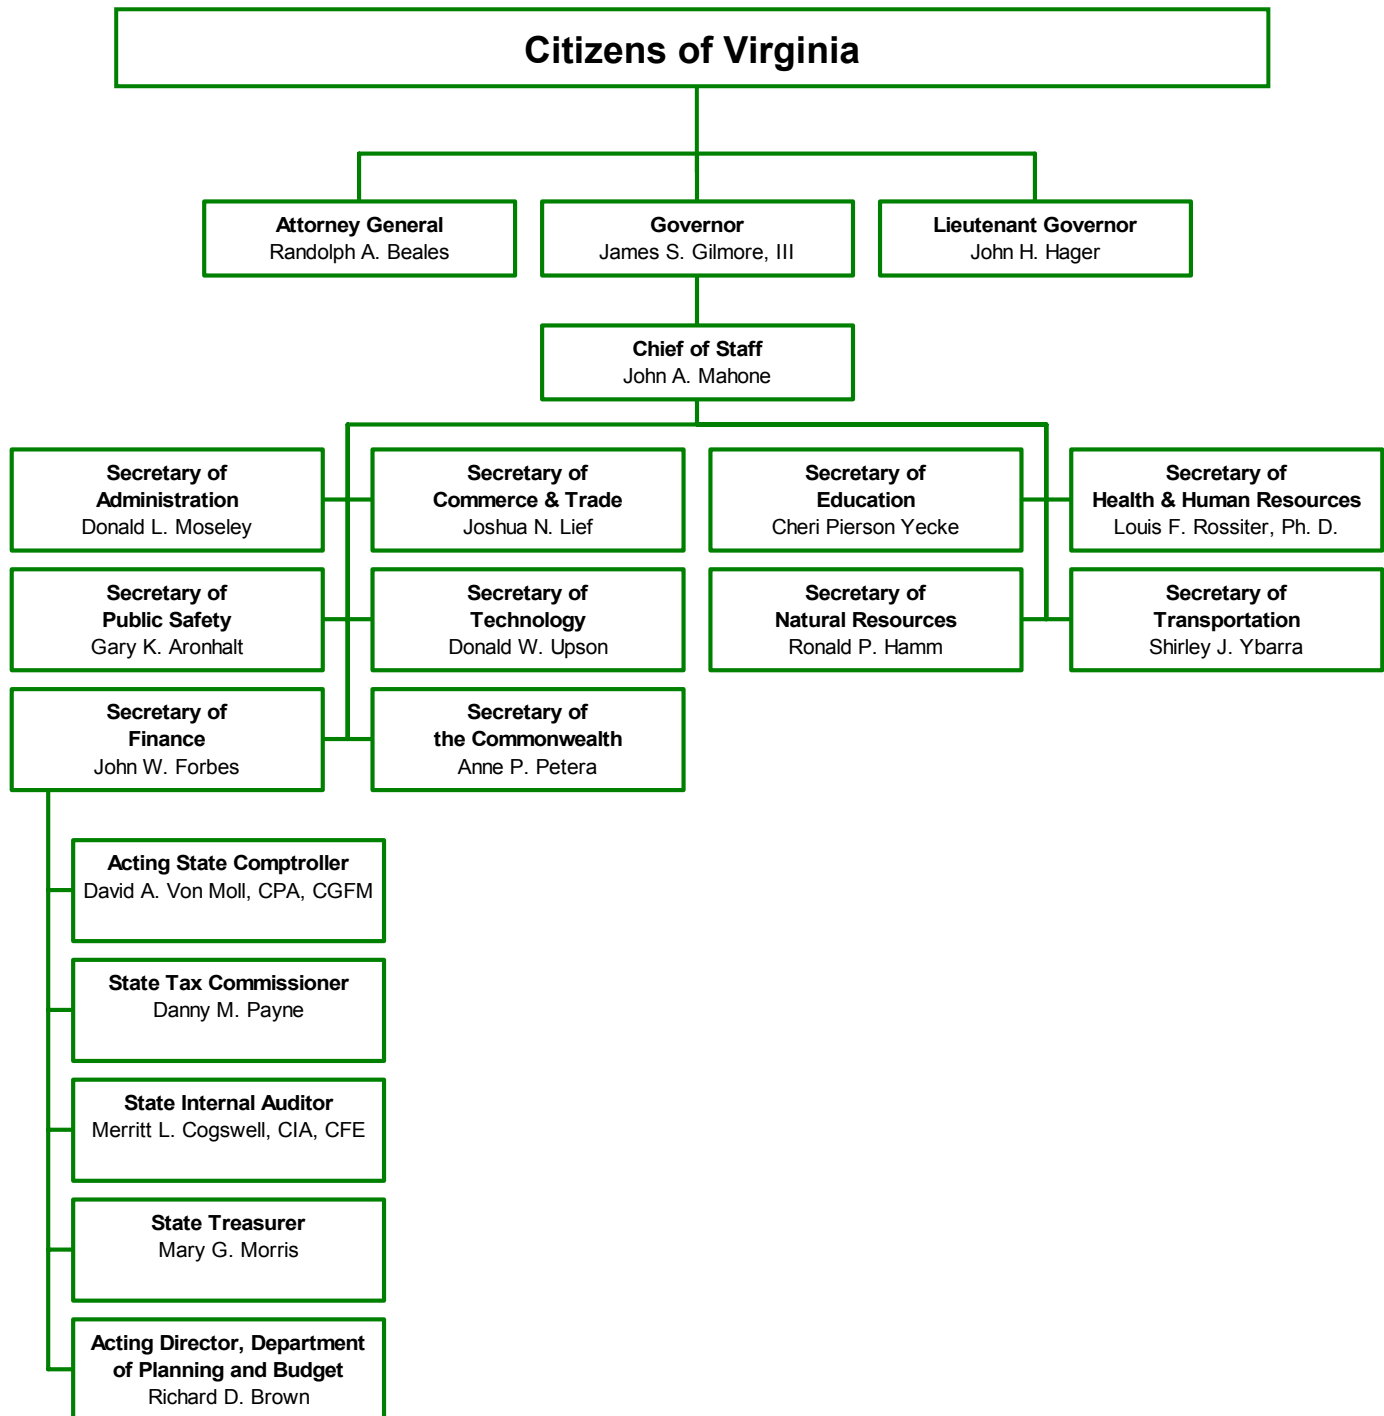 Citizens of Virginia
Attorney General
Randolph A. Beales
Governor
James S. Gilmore, III
Lieutenant Governor
John H. Hager
Chief of Staff
John A. Mahone
Secretary of
Administration
Donald L. Moseley
Secretary of
Commerce & Trade
Joshua N. Lief
Secretary of
Education
Cheri Pierson Yecke
Secretary of
Health & Human Resources
Louis F. Rossiter, Ph. D.
Secretary of
Public Safety
Gary K. Aronhalt
Secretary of
Technology
Donald W. Upson
Secretary of
Natural Resources
Ronald P. Hamm
Secretary of
Transportation
Shirley J. Ybarra
Secretary of
Finance
John W. Forbes
Secretary of
the Commonwealth
Anne P. Petera
Acting State Comptroller
David A. Von Moll, CPA, CGFM
State Tax Commissioner
Danny M. Payne
State Internal Auditor
Merritt L. Cogswell, CIA, CFE
State Treasurer
Mary G. Morris
Acting Director, Department
of Planning and Budget
Richard D. Brown